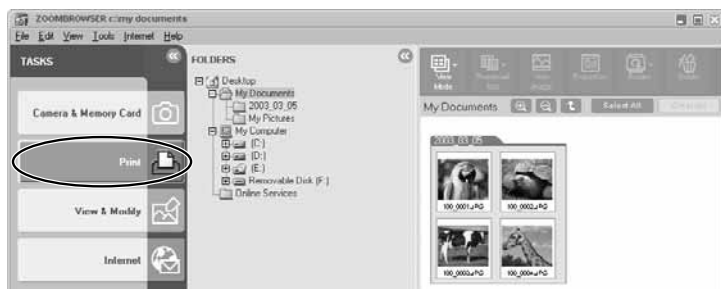 ZOOMBROWSER c:\my documents
File Edit View Tools Internet Help
TASKS
Camera & Memory Card
Print
View & Modify
Internet
FOLDERS
Desktop
My Documents
2003_03_05
My Pictures
My Computer
(C:)
(D:)
(E:)
Removable Disk (F:)
Online Services
View
Mode
My Documents
Select All
2003_03_05
100_0001.JPG
100_0002.JPG
100_0003.JPG
100_0004.JPG